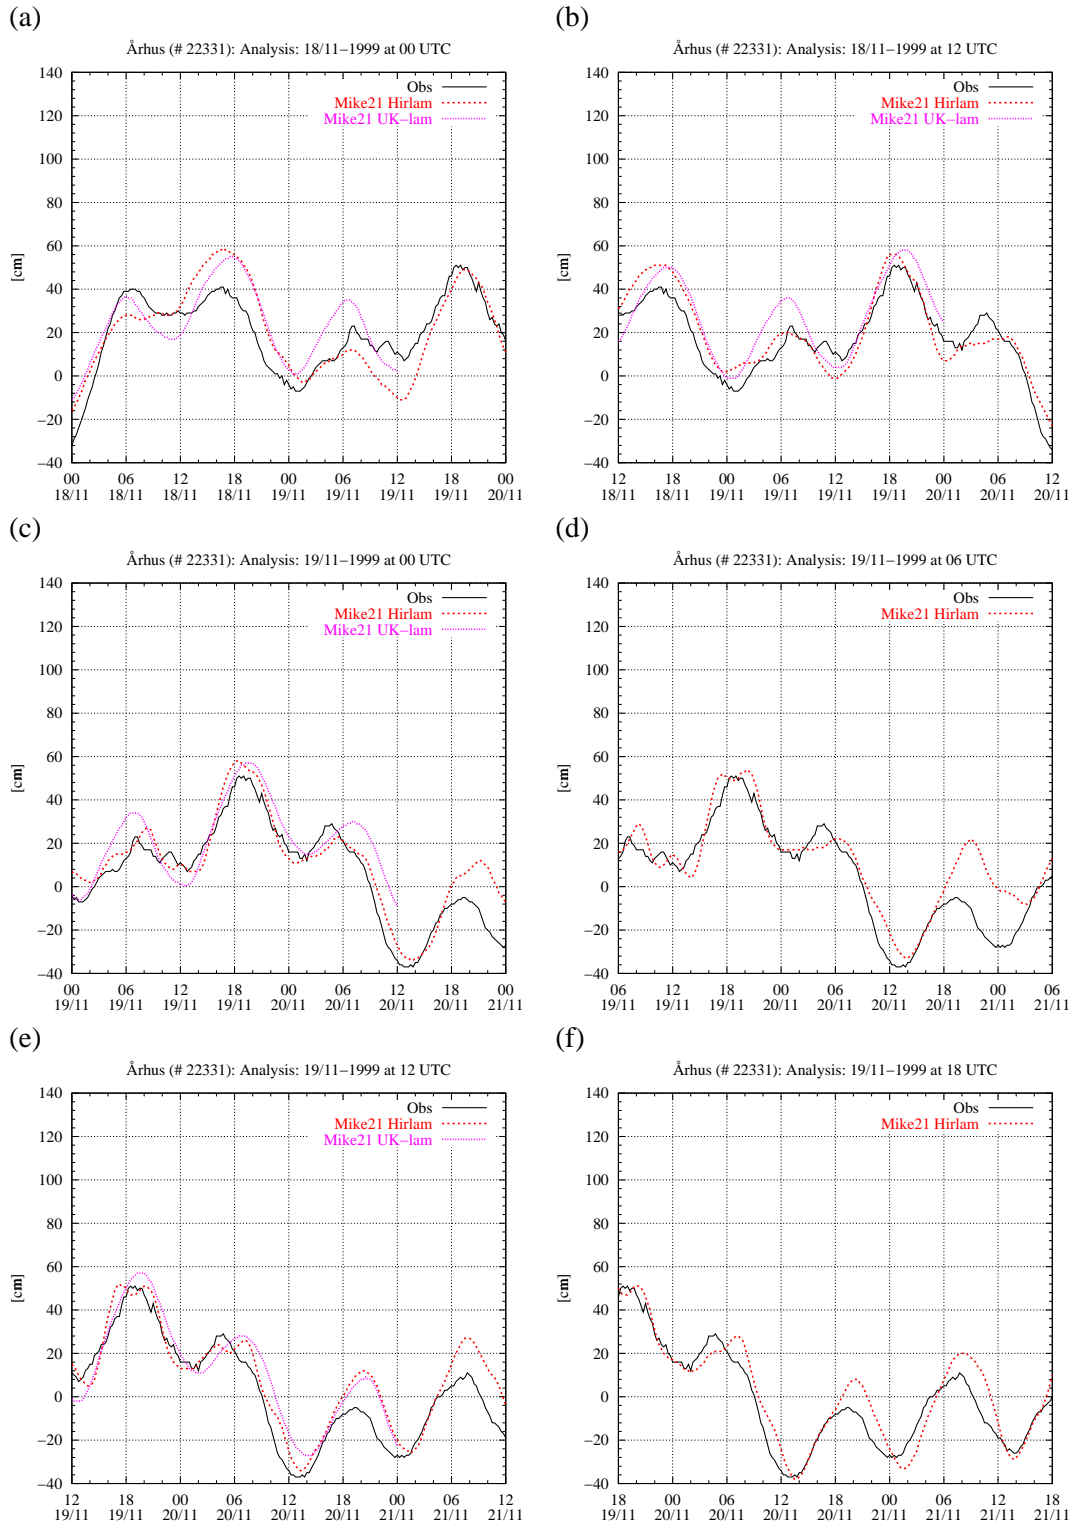 (a)
Århus (# 22331): Analysis: 18/11−1999 at 00 UTC
Obs
Mike21 Hirlam
Mike21 UK−lam
[cm]
140
120
100
80
60
40
20
0
−20
−40
00 06 12 18 00 06 12 18 00
18/11 18/11 18/11 18/11 19/11 19/11 19/11 19/11 20/11
(b)
Århus (# 22331): Analysis: 18/11−1999 at 12 UTC
Obs
Mike21 Hirlam
Mike21 UK−lam
[cm]
140
120
100
80
60
40
20
0
−20
−40
12 18 00 06 12 18 00 06 12
18/11 18/11 19/11 19/11 19/11 19/11 20/11 20/11 20/11
(c)
Århus (# 22331): Analysis: 19/11−1999 at 00 UTC
Obs
Mike21 Hirlam
Mike21 UK−lam
[cm]
140
120
100
80
60
40
20
0
−20
−40
00 06 12 18 00 06 12 18 00
19/11 19/11 19/11 19/11 20/11 20/11 20/11 20/11 21/11
(d)
Århus (# 22331): Analysis: 19/11−1999 at 06 UTC
Obs
Mike21 Hirlam
[cm]
140
120
100
80
60
40
20
0
−20
−40
06 12 18 00 06 12 18 00 06
19/11 19/11 19/11 20/11 20/11 20/11 20/11 21/11 21/11
(e)
Århus (# 22331): Analysis: 19/11−1999 at 12 UTC
Obs
Mike21 Hirlam
Mike21 UK−lam
[cm]
140
120
100
80
60
40
20
0
−20
−40
12 18 00 06 12 18 00 06 12
19/11 19/11 20/11 20/11 20/11 20/11 21/11 21/11 21/11
(f)
Århus (# 22331): Analysis: 19/11−1999 at 18 UTC
Obs
Mike21 Hirlam
[cm]
140
120
100
80
60
40
20
0
−20
−40
18 00 06 12 18 00 06 12 18
19/11 20/11 20/11 20/11 20/11 21/11 21/11 21/11 21/11